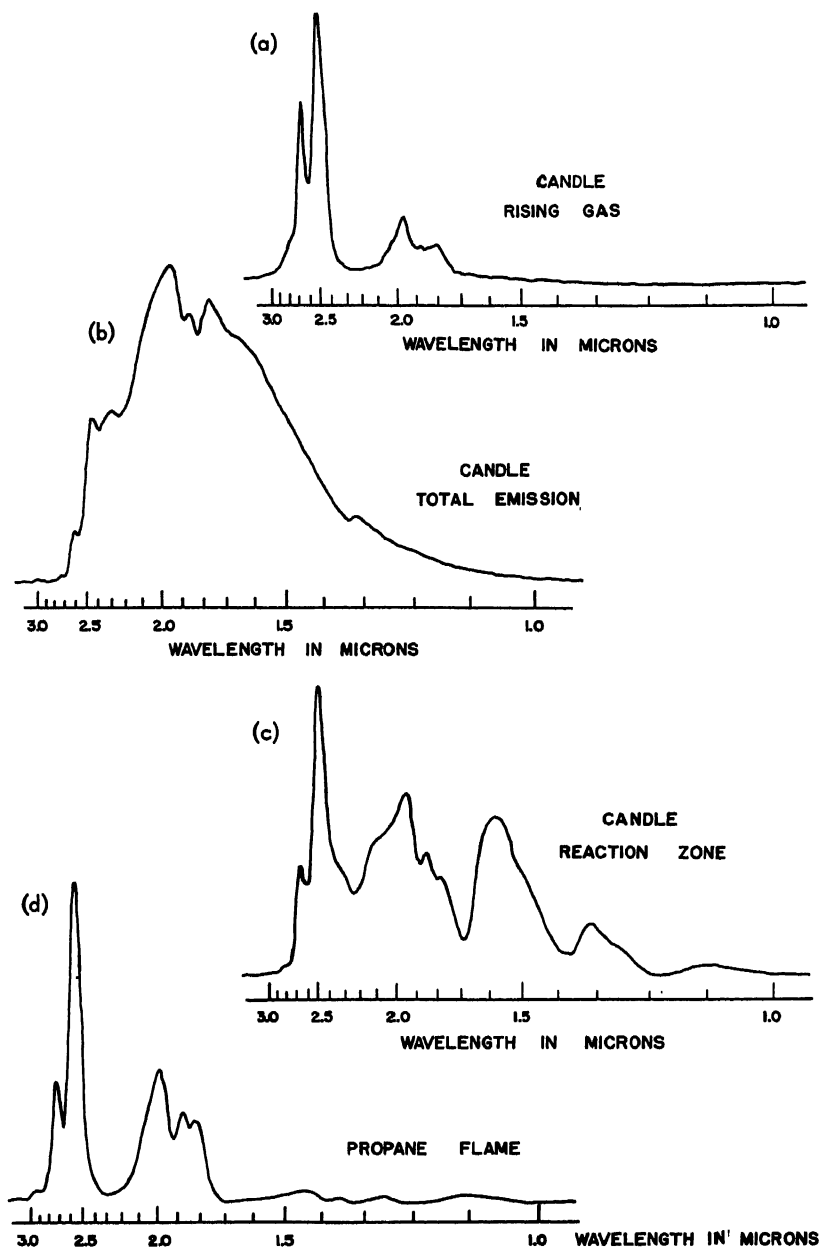 (a)
CANDLE
RISING GAS
3.0 2.5 2.0 1.5 1.0
WAVELENGTH IN MICRONS
(b)
CANDLE
TOTAL EMISSION
3.0 2.5 2.0 1.5 1.0
WAVELENGTH IN MICRONS
(c)
CANDLE
REACTION ZONE
3.0 2.5 2.0 1.5 1.0
WAVELENGTH IN MICRONS
(d)
PROPANE FLAME
3.0 2.5 2.0 1.5 1.0 WAVELENGTH IN' MICRONS